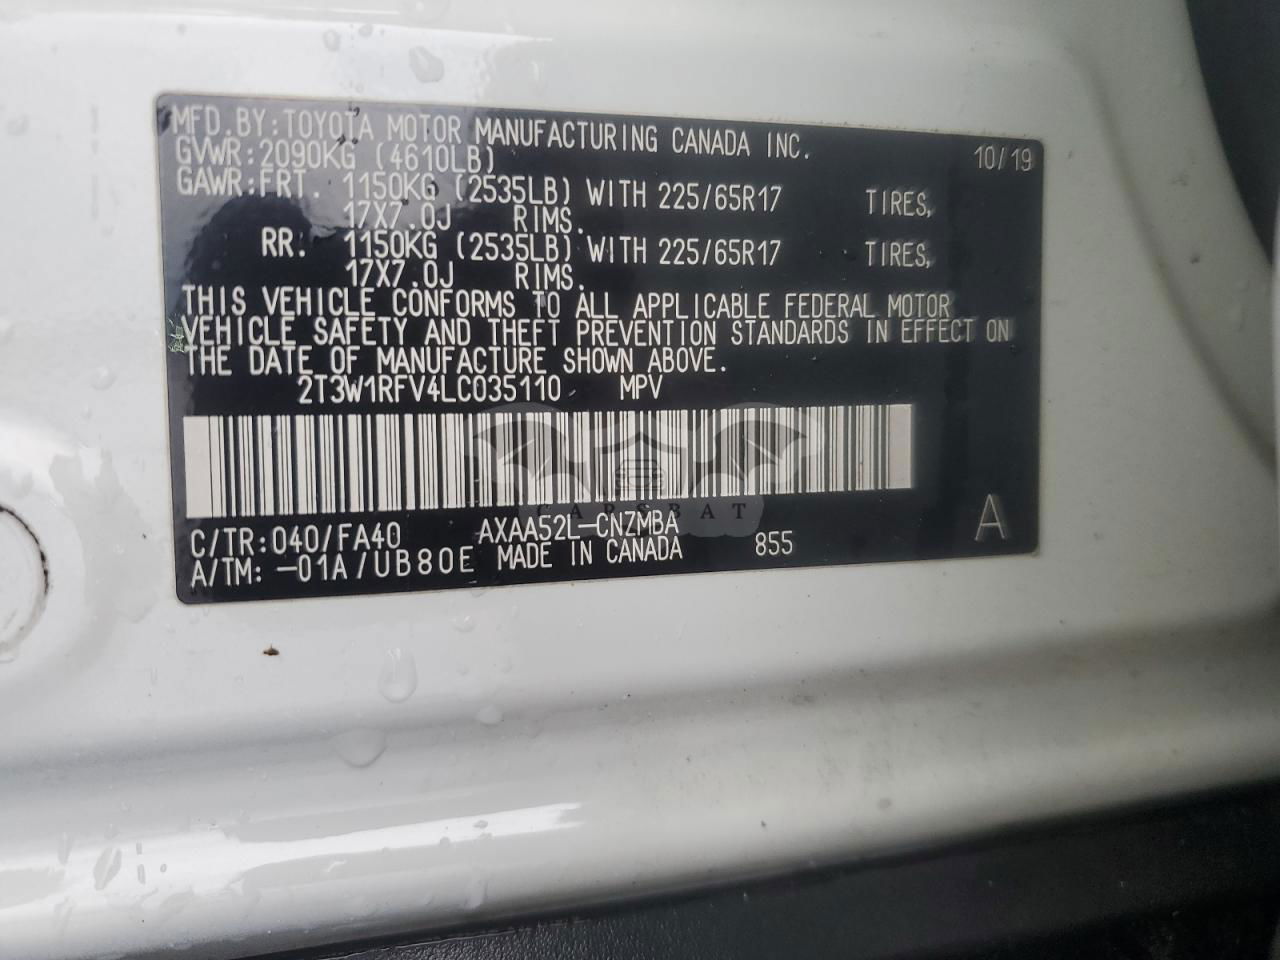 MFD.BY:TOYOTA MOTOR MANUFACTURING CANADA INC. 10/19
GVWR:2090KG (4610LB)
GAWR:FRT. 1150KG (2535LB) WITH 225/65R17 TIRES,
17X7.0J RIMS.
RR. 1150KG (2535LB) WITH 225/65R17 TIRES,
17X7.0J RIMS.
THIS VEHICLE CONFORMS TO ALL APPLICABLE FEDERAL MOTOR
VEHICLE SAFETY AND THEFT PREVENTION STANDARDS IN EFFECT ON
THE DATE OF MANUFACTURE SHOWN ABOVE.
2T3W1RFV4LC035110 MPV
CARSBAT
C/TR:040/FA40 AXAA52L-CNZMBA A
A/TM:-01A/UB80E MADE IN CANADA 855